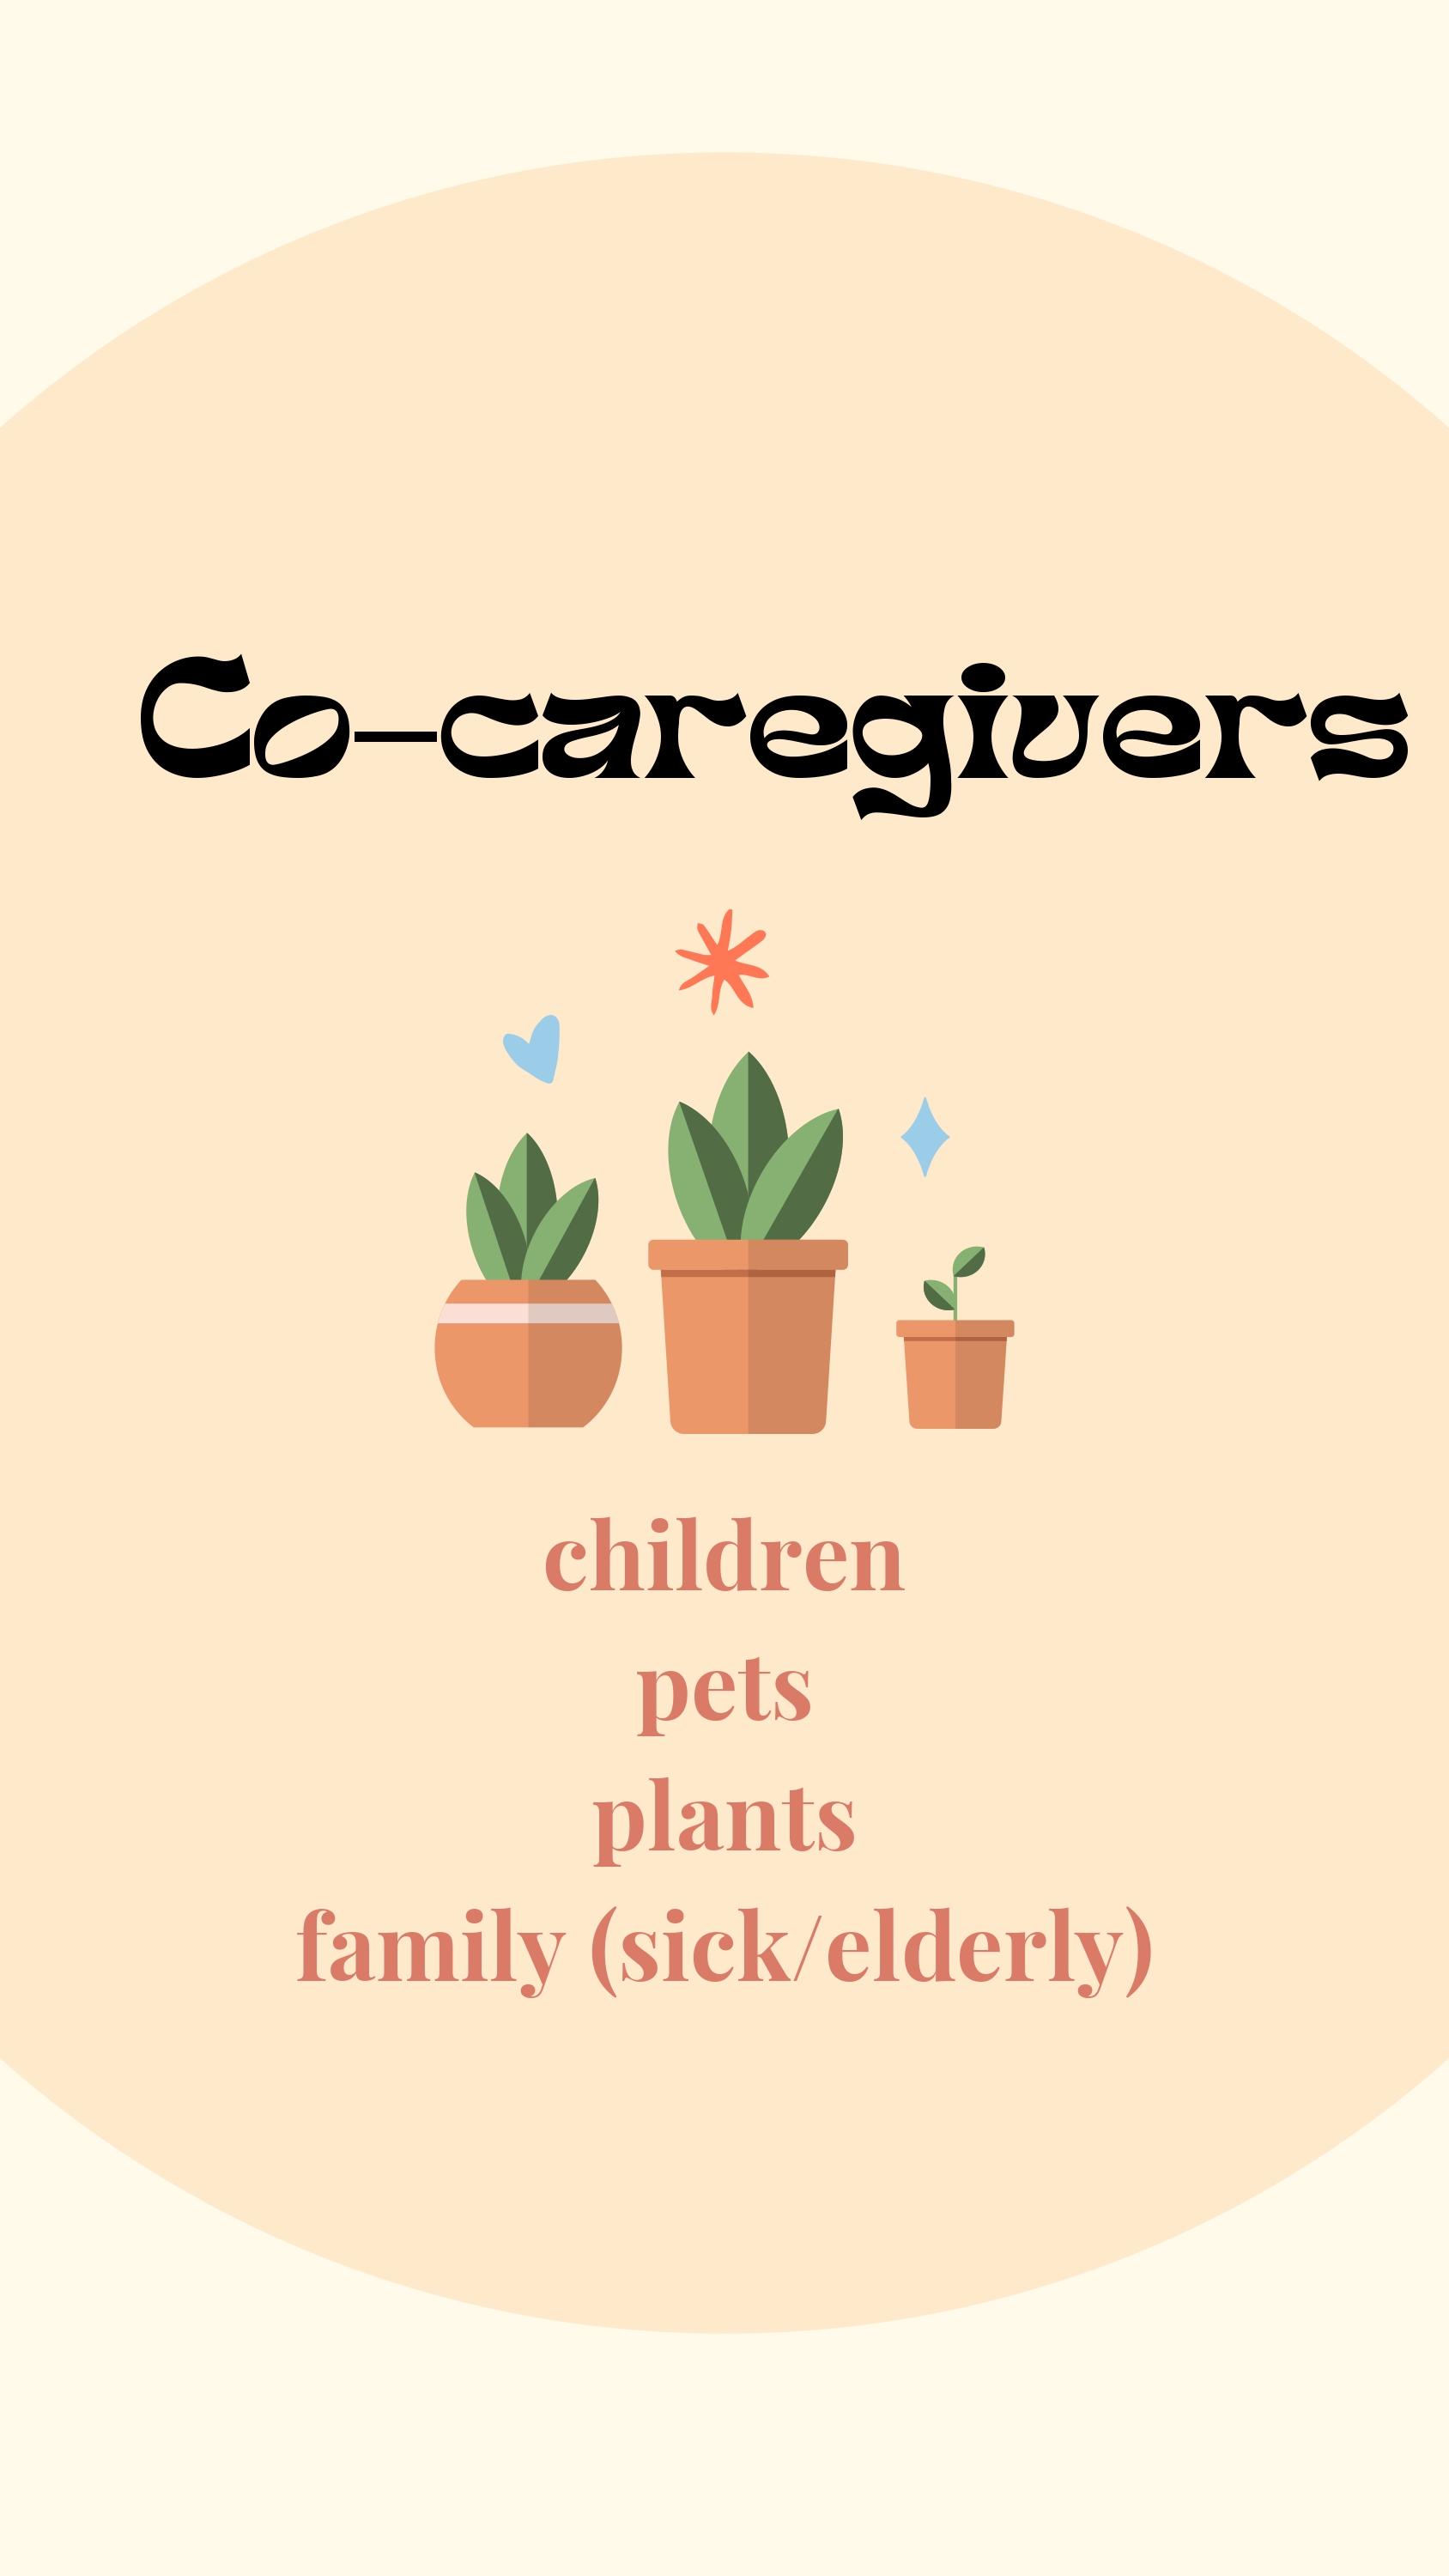 Co-caregivers
children
pets
plants
family (sick/elderly)